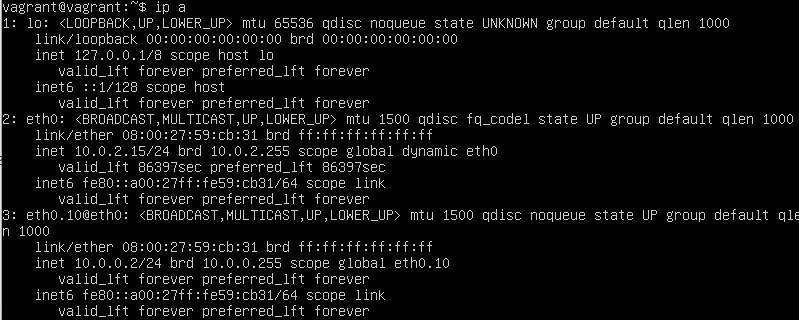 vagrant@vagrant:~$ ip a
1: lo: <LOOPBACK,UP,LOWER_UP> mtu 65536 qdisc noqueue state UNKNOWN group default qlen 1000
    link/loopback 00:00:00:00:00:00 brd 00:00:00:00:00:00
    inet 127.0.0.1/8 scope host lo
       valid_lft forever preferred_lft forever
    inet6 ::1/128 scope host
       valid_lft forever preferred_lft forever
2: eth0: <BROADCAST,MULTICAST,UP,LOWER_UP> mtu 1500 qdisc fq_codel state UP group default qlen 1000
    link/ether 08:00:27:59:cb:31 brd ff:ff:ff:ff:ff:ff
    inet 10.0.2.15/24 brd 10.0.2.255 scope global dynamic eth0
       valid_lft 86397sec preferred_lft 86397sec
    inet6 fe80::a00:27ff:fe59:cb31/64 scope link
       valid_lft forever preferred_lft forever
3: eth0.10@eth0: <BROADCAST,MULTICAST,UP,LOWER_UP> mtu 1500 qdisc noqueue state UP group default qle
n 1000
    link/ether 08:00:27:59:cb:31 brd ff:ff:ff:ff:ff:ff
    inet 10.0.0.2/24 brd 10.0.0.255 scope global eth0.10
       valid_lft forever preferred_lft forever
    inet6 fe80::a00:27ff:fe59:cb31/64 scope link
       valid_lft forever preferred_lft forever